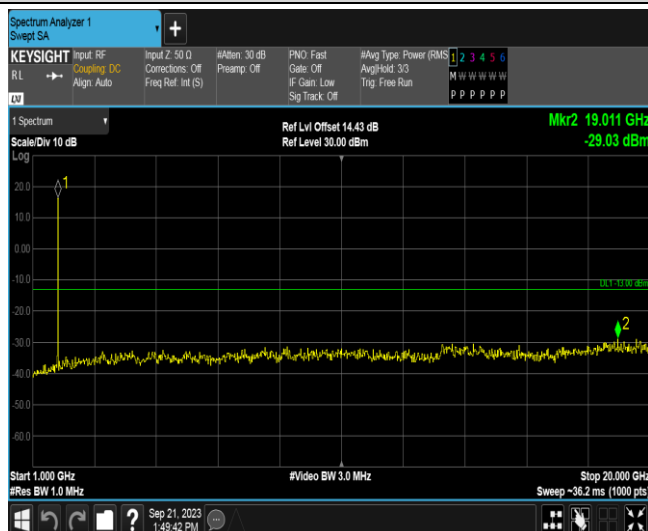 Spectrum Analyzer 1
Swept SA
+
KEYSIGHT
RL
LXI
Input: RF
Coupling: DC
Align: Auto
Input Z: 50 Ω
Corrections: Off
Freq Ref: Int (S)
#Atten: 30 dB
Preamp: Off
PNO: Fast
Gate: Off
IF Gain: Low
Sig Track: Off
#Avg Type: Power (RMS
Avg|Hold: 3/3
Trig: Free Run
1 2 3 4 5 6
M W W W W W
P P P P P P
1 Spectrum
Scale/Div 10 dB
Ref Lvl Offset 14.43 dB
Ref Level 30.00 dBm
Mkr2 19.011 GHz
-29.03 dBm
Log
1
20.0
10.0
0.00
-10.0
DL1 -13.00 dBm
-20.0
2
-30.0
-40.0
-50.0
-60.0
Start 1.000 GHz
#Video BW 3.0 MHz
Stop 20.000 GHz
#Res BW 1.0 MHz
Sweep ~36.2 ms (1000 pts)
?
Sep 21, 2023
1:49:42 PM